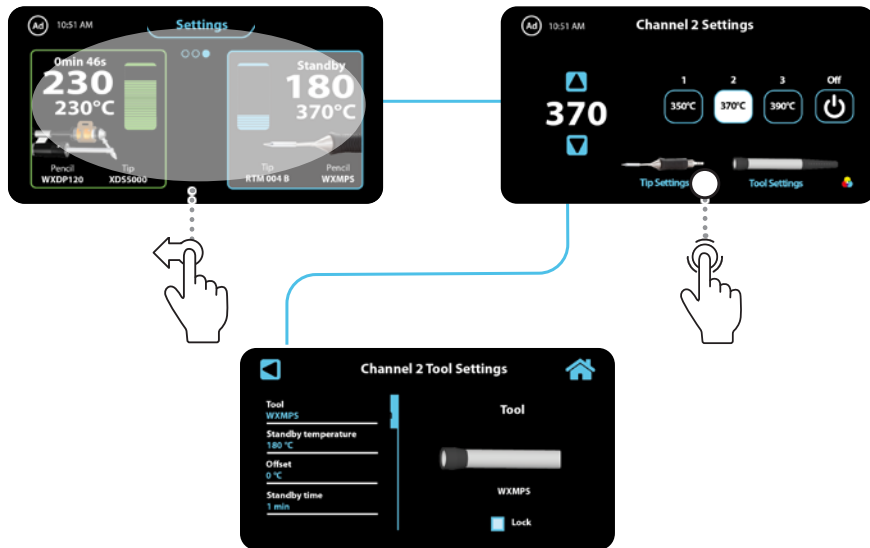 Ad 10:51 AM Settings
0min 46s
230
230°C
Pencil Tip
WXDP120 XDS5000
Standby
180
370°C
Tip Pencil
RTM 004 B WXMPS
Ad 10:51 AM Channel 2 Settings
370
1 2 3 Off
350°C 370°C 390°C
Tip Settings Tool Settings
Channel 2 Tool Settings
Tool
WXMPS
Standby temperature
180 °C
Offset
0 °C
Standby time
1 min
Tool
WXMPS
Lock